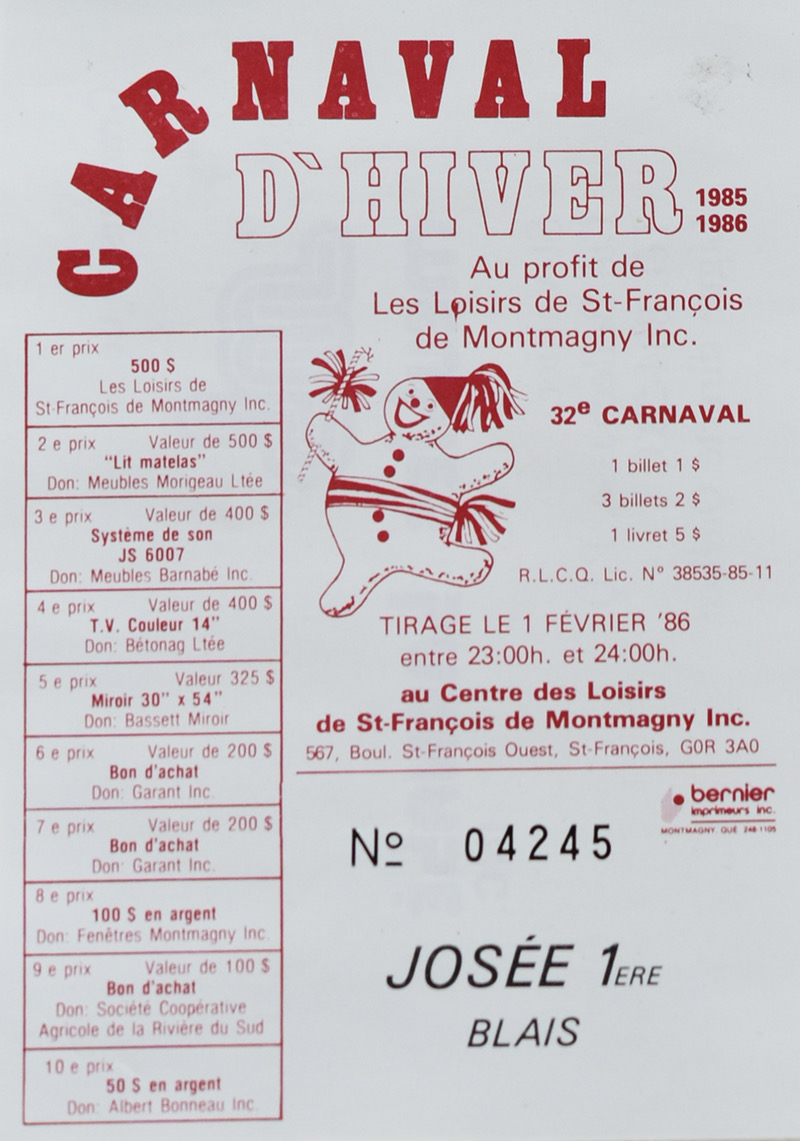 CARNAVAL
D`HIVER 1985
1986
Au profit de
Les Loisirs de St-François
de Montmagny Inc.
32e CARNAVAL
1 billet 1 $
3 billets 2 $
1 livret 5 $
R.L.C.Q. Lic. N° 38535-85-11
TIRAGE LE 1 FÉVRIER '86
entre 23:00h. et 24:00h.
au Centre des Loisirs
de St-François de Montmagny Inc.
567, Boul. St-François Ouest, St-François, G0R 3A0
1 er prix
500 $
Les Loisirs de
St-François de Montmagny Inc.
2 e prix Valeur de 500 $
"Lit matelas"
Don: Meubles Morigeau Ltée
3 e prix Valeur de 400 $
Système de son
JS 6007
Don: Meubles Barnabé Inc.
4 e prix Valeur de 400 $
T.V. Couleur 14"
Don: Bétonag Ltée
5 e prix Valeur 325 $
Miroir 30" x 54"
Don: Bassett Miroir
6 e prix Valeur de 200 $
Bon d'achat
Don: Garant Inc.
7 e prix Valeur de 200 $
Bon d'achat
Don: Garant Inc.
8 e prix
100 $ en argent
Don: Fenêtres Montmagny Inc.
9 e prix Valeur de 100 $
Bon d'achat
Don: Société Coopérative
Agricole de la Rivière du Sud
10 e prix
50 $ en argent
Don: Albert Bonneau Inc.
bernier
imprimeurs inc.
MONTMAGNY. QUÉ 248 1105
Nº 04245
JOSÉE 1ERE
BLAIS